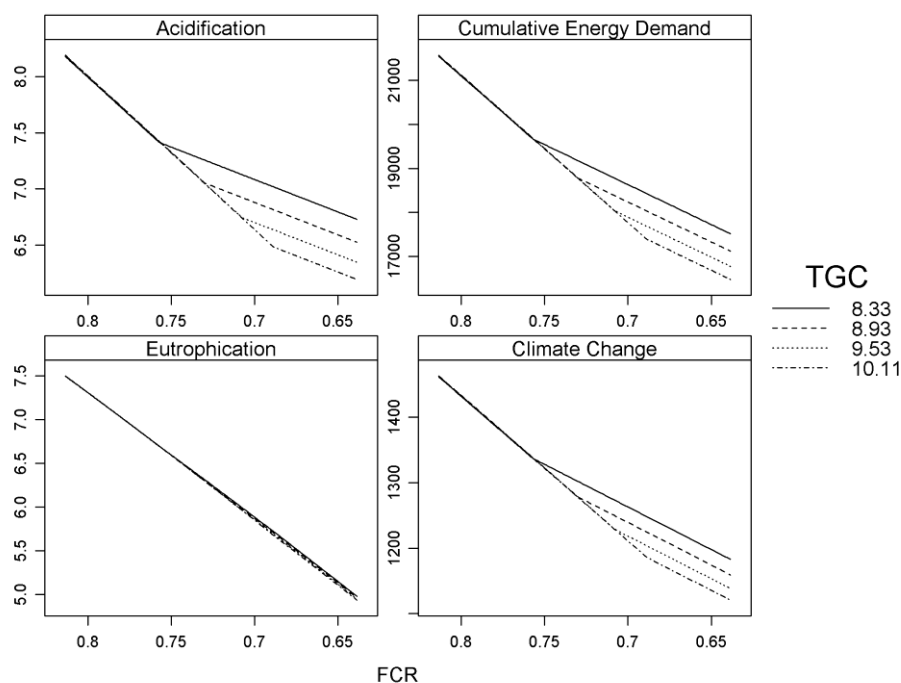 Acidification
8.0
7.5
7.0
6.5
0.8 0.75 0.7 0.65
Cumulative Energy Demand
21000
19000
17000
0.8 0.75 0.7 0.65
Eutrophication
7.5
7.0
6.5
6.0
5.5
5.0
0.8 0.75 0.7 0.65
Climate Change
1400
1300
1200
0.8 0.75 0.7 0.65
FCR
TGC
8.33
8.93
9.53
10.11